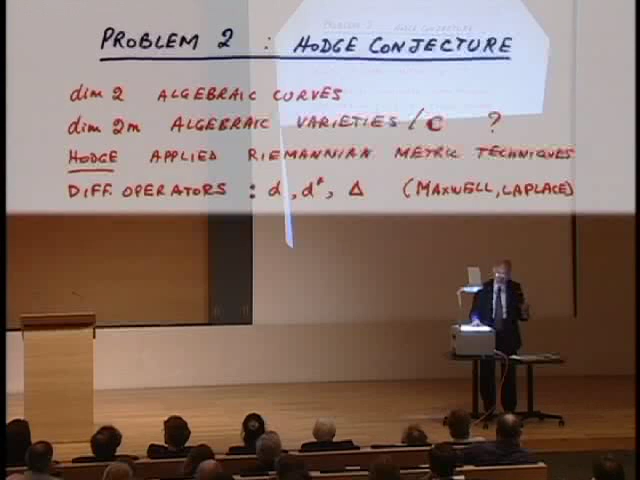 PROBLEM 2 : HODGE CONJECTURE
dim 2 ALGEBRAIC CURVES
dim 2m ALGEBRAIC VARIETIES / C ?
HODGE APPLIED RIEMANNIAN METRIC TECHNIQUES
DIFF. OPERATORS : d, d*, Δ (MAXWELL, LAPLACE)